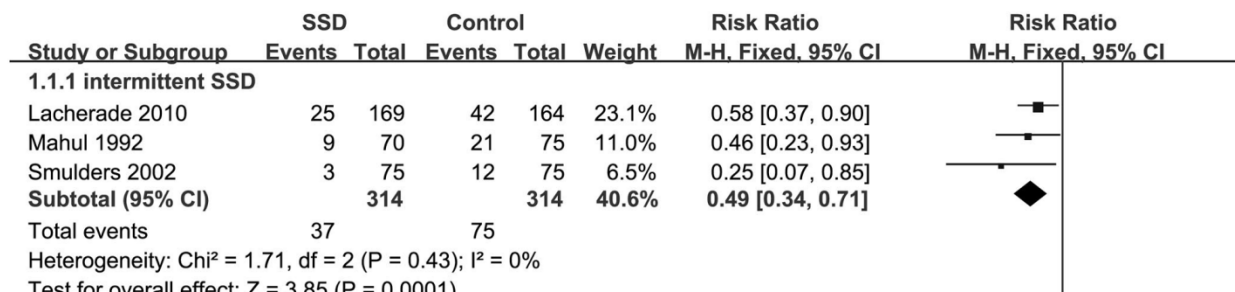 SSD Control Risk Ratio Risk Ratio
Study or Subgroup Events Total Events Total Weight M-H, Fixed, 95% CI M-H, Fixed, 95% CI
1.1.1 intermittent SSD
Lacherade 2010 25 169 42 164 23.1% 0.58 [0.37, 0.90]
Mahul 1992 9 70 21 75 11.0% 0.46 [0.23, 0.93]
Smulders 2002 3 75 12 75 6.5% 0.25 [0.07, 0.85]
Subtotal (95% CI) 314 314 40.6% 0.49 [0.34, 0.71]
Total events 37 75
Heterogeneity: Chi² = 1.71, df = 2 (P = 0.43); I² = 0%
Test for overall effect: Z = 3.85 (P = 0.0001)